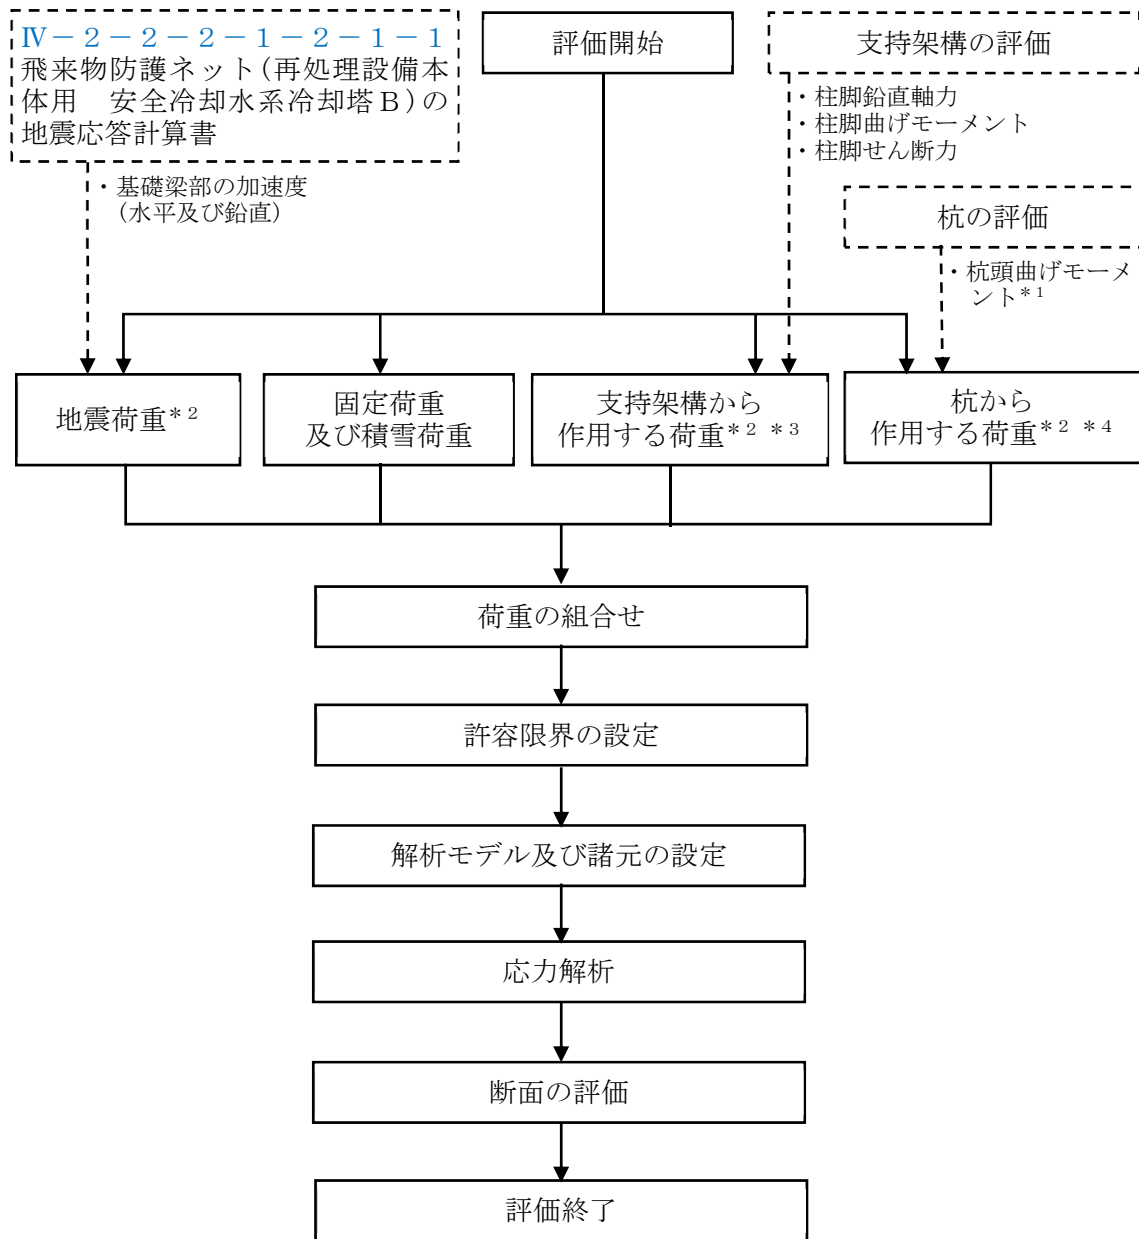 Ⅳ－２－２－２－１－２－１－１
飛来物防護ネット(再処理設備本
体用　安全冷却水系冷却塔Ｂ)の
地震応答計算書
評価開始
支持架構の評価
・柱脚鉛直軸力
・柱脚曲げモーメント
・柱脚せん断力
・基礎梁部の加速度
(水平及び鉛直)
杭の評価
・杭頭曲げモーメ
ント＊１
地震荷重＊２
固定荷重
及び積雪荷重
支持架構から
作用する荷重＊２ ＊３
杭から
作用する荷重＊２ ＊４
荷重の組合せ
許容限界の設定
解析モデル及び諸元の設定
応力解析
断面の評価
評価終了